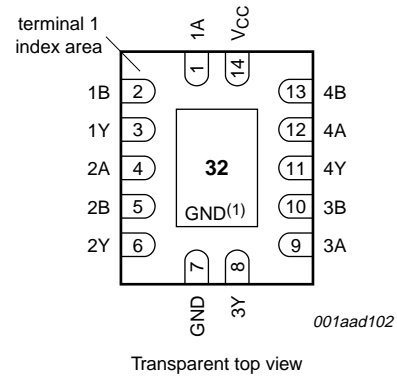 terminal 1
index area
1A
VCC
1
14
1B 2 13 4B
1Y 3 12 4A
2A 4 32 11 4Y
2B 5 GND(1) 10 3B
2Y 6 9 3A
7
8
GND
3Y
001aad102
Transparent top view